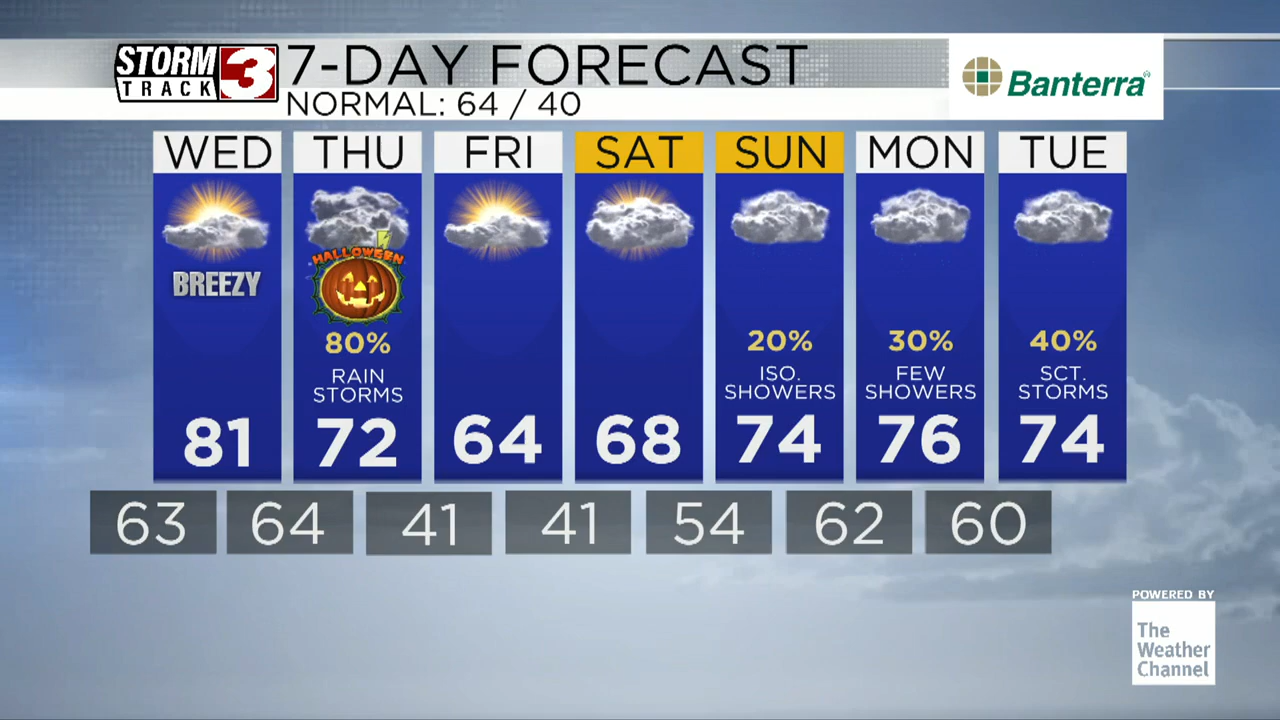 STORM
TRACK
3
7-DAY FORECAST
NORMAL: 64 / 40
Banterra®
WED
BREEZY
81
THU
HALLOWEEN
80%
RAIN
STORMS
72
FRI
64
SAT
68
SUN
20%
ISO.
SHOWERS
74
MON
30%
FEW
SHOWERS
76
TUE
40%
SCT.
STORMS
74
63 64 41 41 54 62 60
POWERED BY
The
Weather
Channel